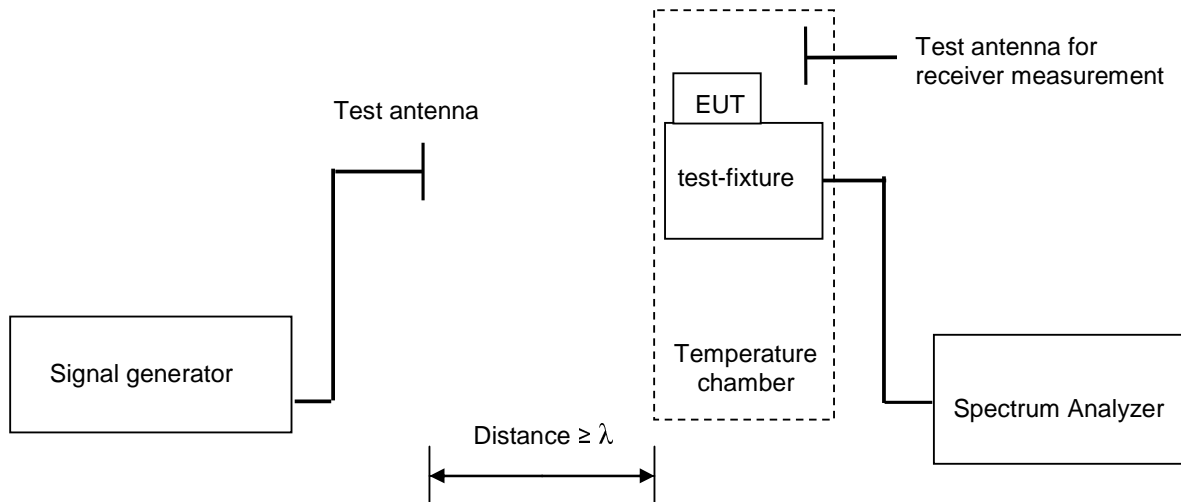 Test antenna for
receiver measurement
EUT
Test antenna
test-fixture
Signal generator
Temperature
chamber
Spectrum Analyzer
Distance ≥ λ